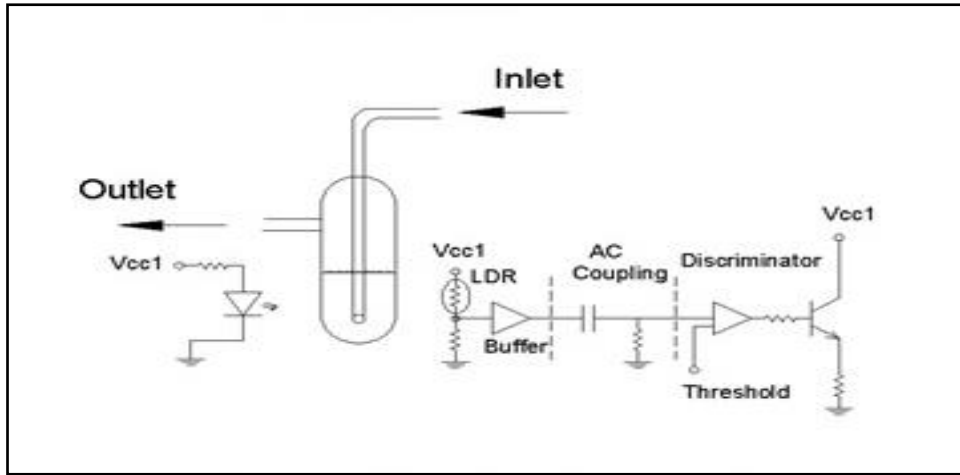 Inlet
Outlet
Vcc1
Vcc1
LDR
Buffer
AC
Coupling
Discriminator
Vcc1
Threshold